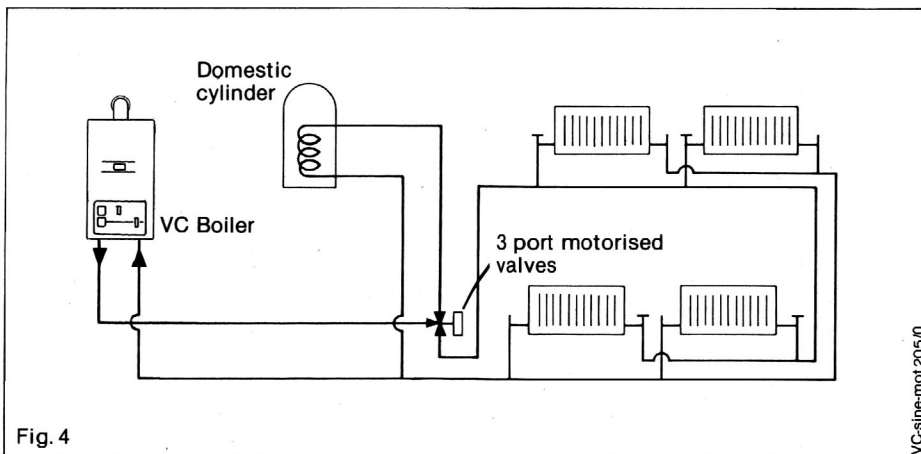 Domestic
cylinder
VC Boiler
3 port motorised
valves
Fig. 4
VC-sine-mot 205/0